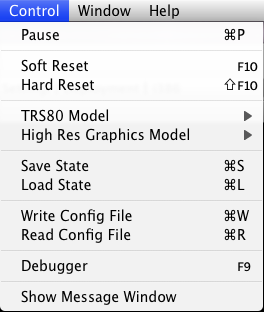 Control Window Help
Pause ⌘P
Soft Reset F10
Hard Reset ⇧F10
TRS80 Model ▶
High Res Graphics Model ▶
Save State ⌘S
Load State ⌘L
Write Config File ⌘W
Read Config File ⌘R
Debugger F9
Show Message Window